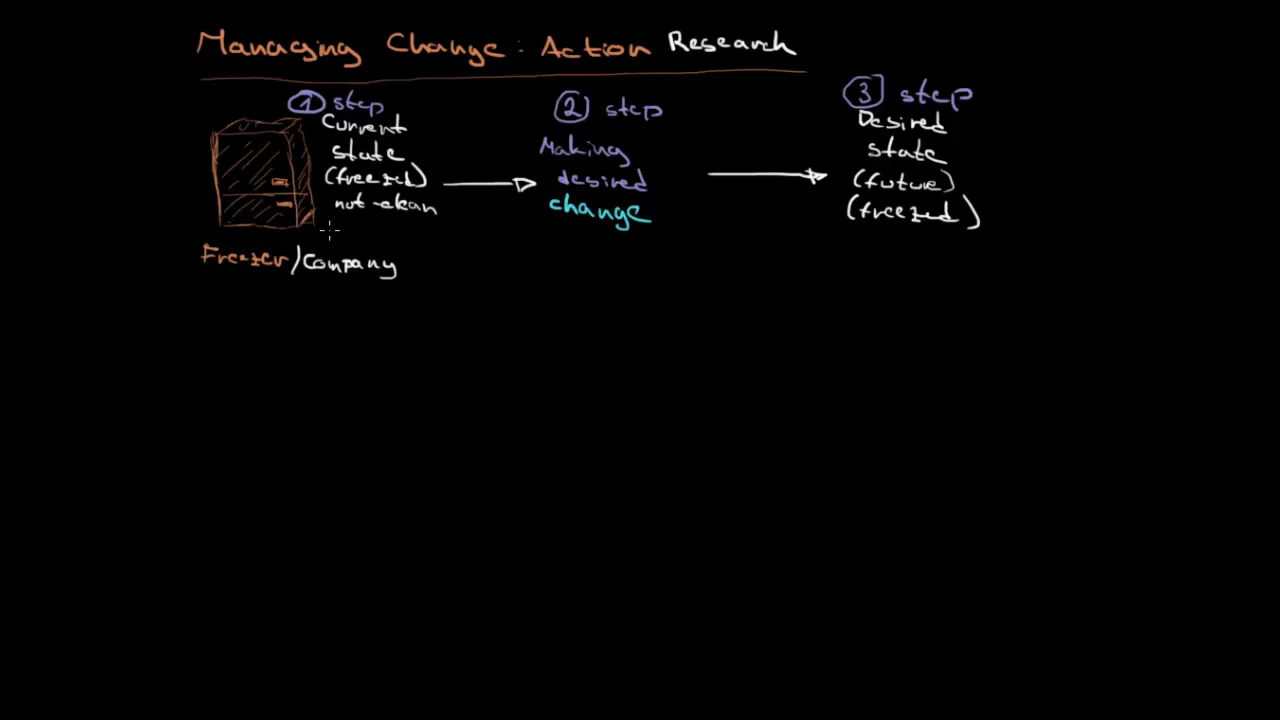 Managing Change: Action Research
1 step
Current
state
(freezed)
not-clean
Freezer/Company
2 step
Making
desired
change
3 step
Desired
state
(future)
(freezed)